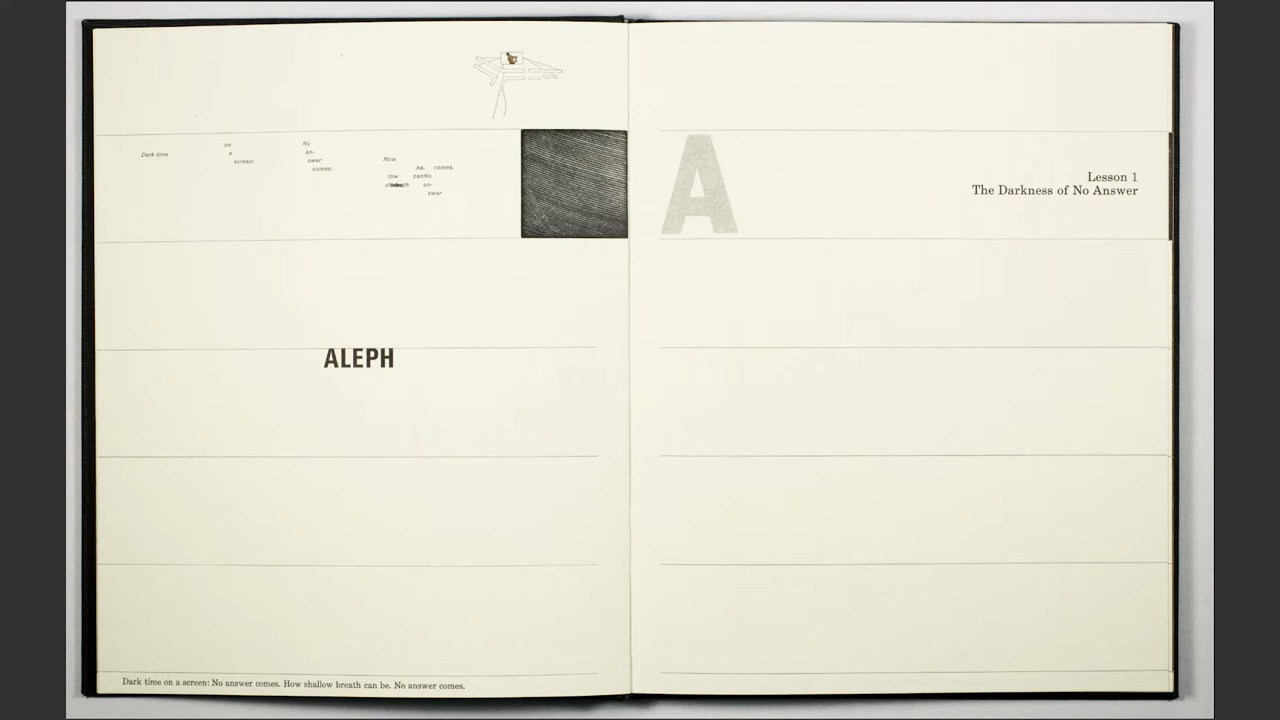 Dark time
on
a
screen:
No
an-
swer
comes.
How
be. comes.
low canNo
an-
swer
ALEPH
Dark time on a screen: No answer comes. How shallow breath can be. No answer comes.
A
Lesson 1
The Darkness of No Answer